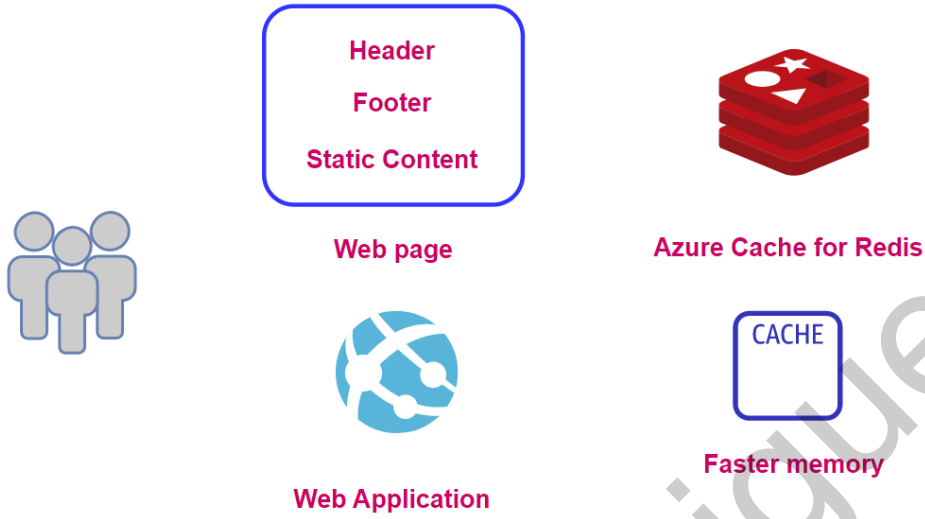 Header
Footer
Static Content
Web page
Azure Cache for Redis
CACHE
Faster memory
Web Application